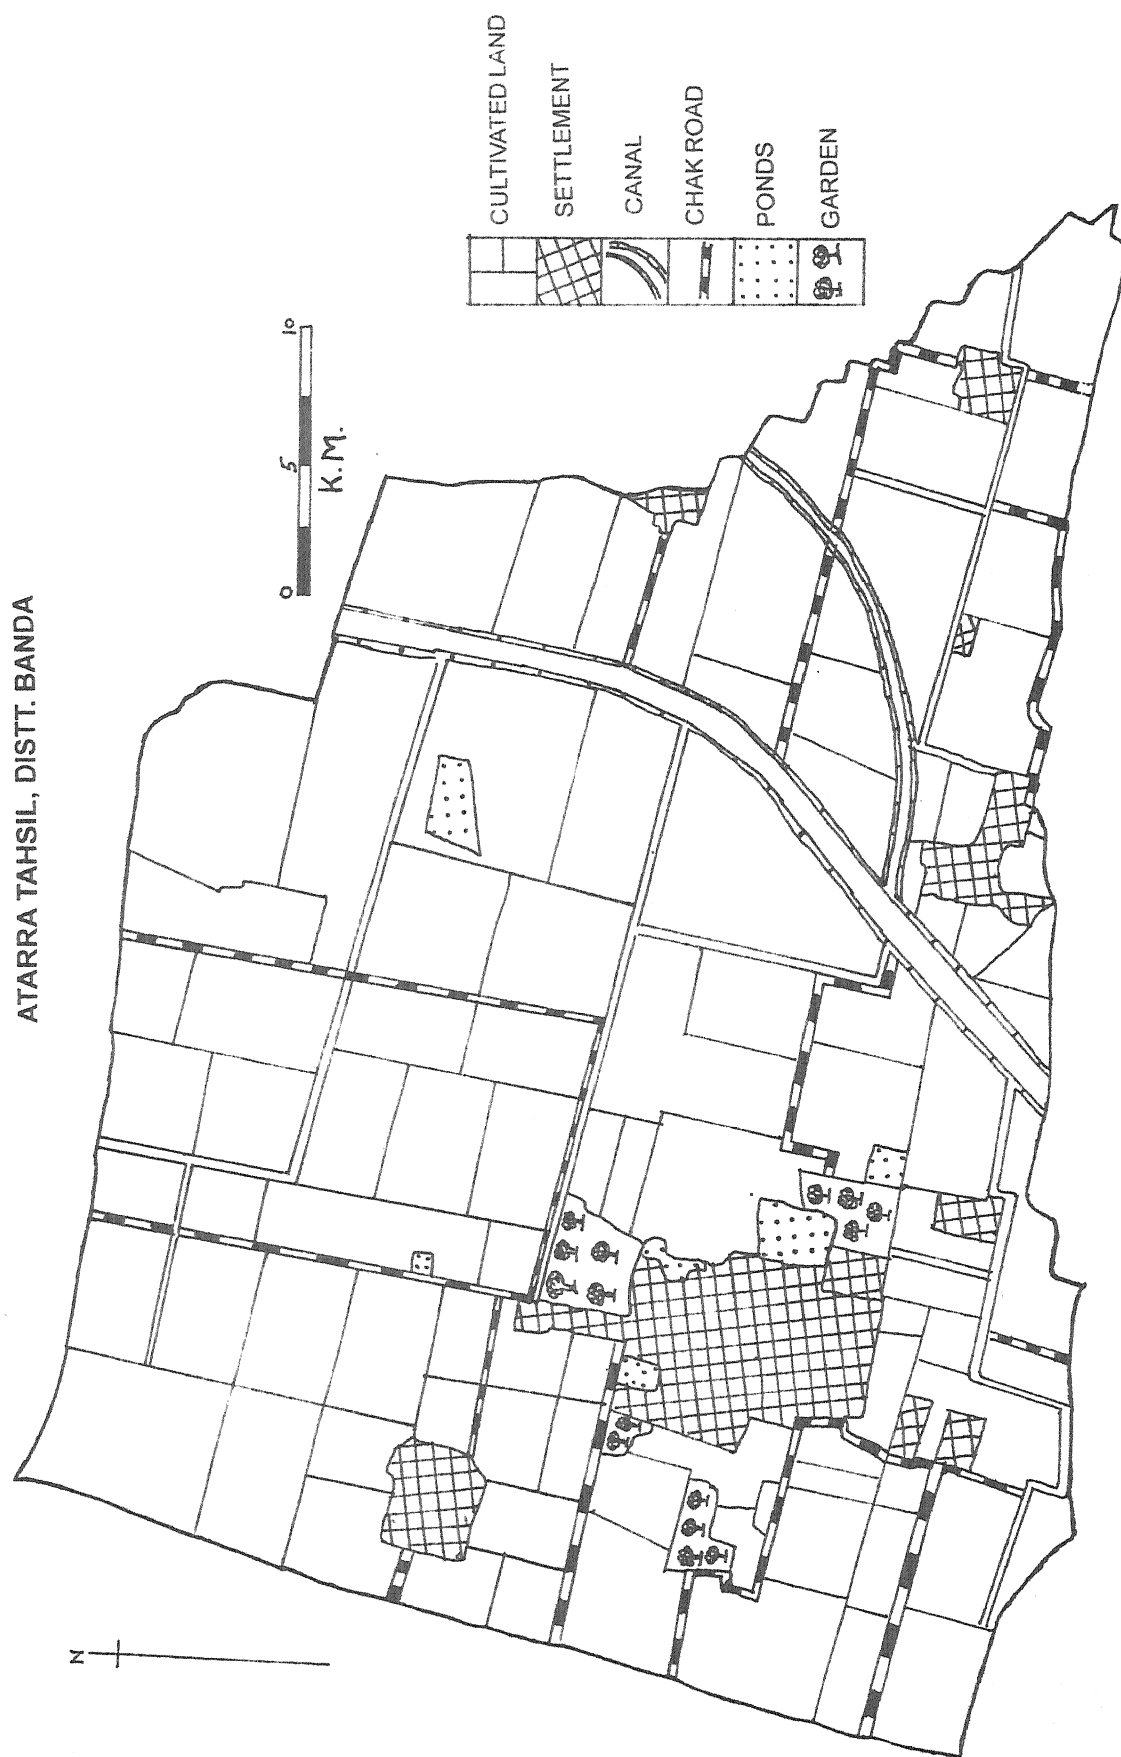 ATARRA TAHSIL, DISTT. BANDA
N
0 5 10
K.M.
CULTIVATED LAND
SETTLEMENT
CANAL
CHAK ROAD
PONDS
GARDEN